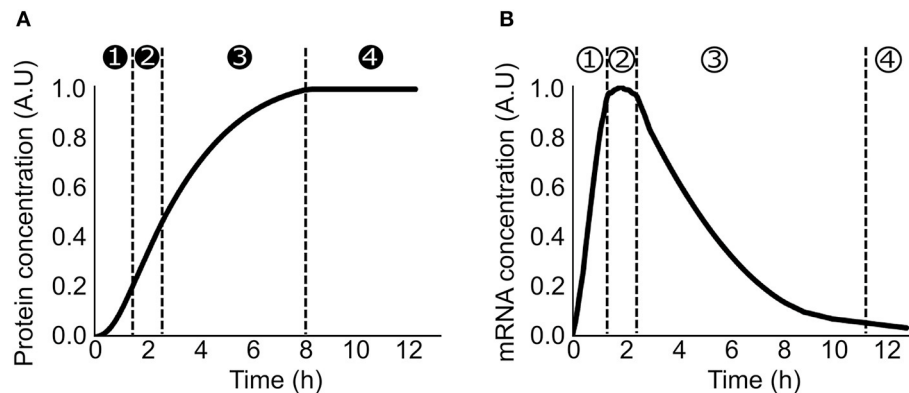 A
❶ ❷ ❸ ❹
Protein concentration (A.U)
1.0
0.8
0.6
0.4
0.2
0.0
0 2 4 6 8 10 12
Time (h)
B
① ② ③ ④
mRNA concentration (A.U)
1.0
0.8
0.6
0.4
0.2
0.0
0 2 4 6 8 10 12
Time (h)